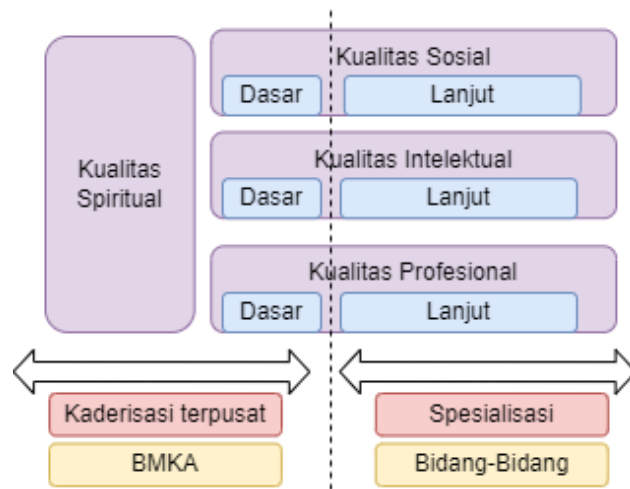 Kualitas
Spiritual
Kualitas Sosial
Dasar
Lanjut
Kualitas Intelektual
Dasar
Lanjut
Kualitas Profesional
Dasar
Lanjut
Kaderisasi terpusat
Spesialisasi
BMKA
Bidang-Bidang